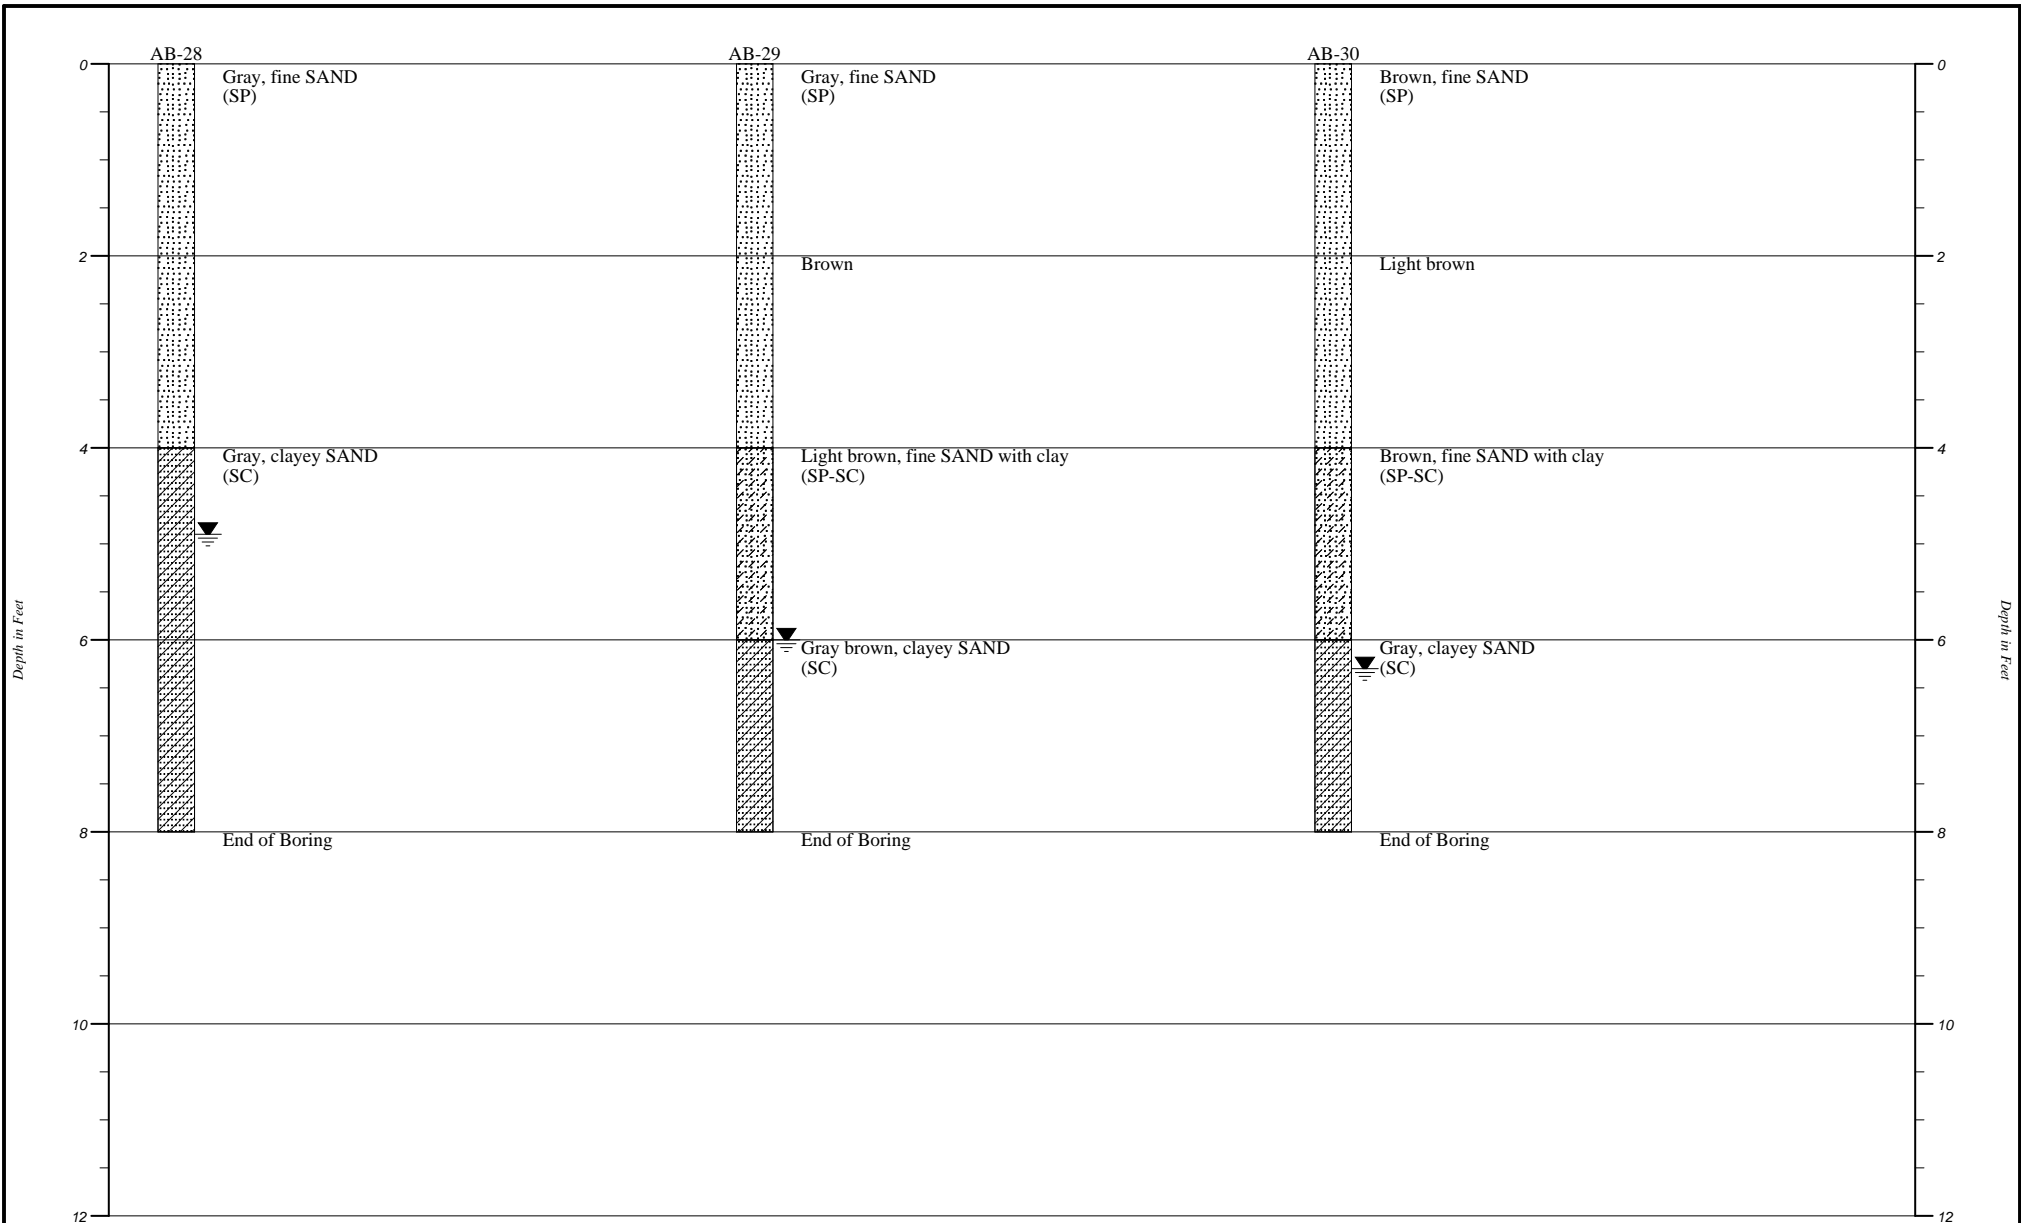 AB-28
AB-29
AB-30
0
0
Gray, fine SAND
(SP)
Gray, fine SAND
(SP)
Brown, fine SAND
(SP)
2
Brown
Light brown
2
4
Gray, clayey SAND
(SC)
Light brown, fine SAND with clay
(SP-SC)
Brown, fine SAND with clay
(SP-SC)
4
Depth in Feet
Depth in Feet
6
Gray brown, clayey SAND
(SC)
Gray, clayey SAND
(SC)
6
8
End of Boring
End of Boring
End of Boring
8
10
10
12
12